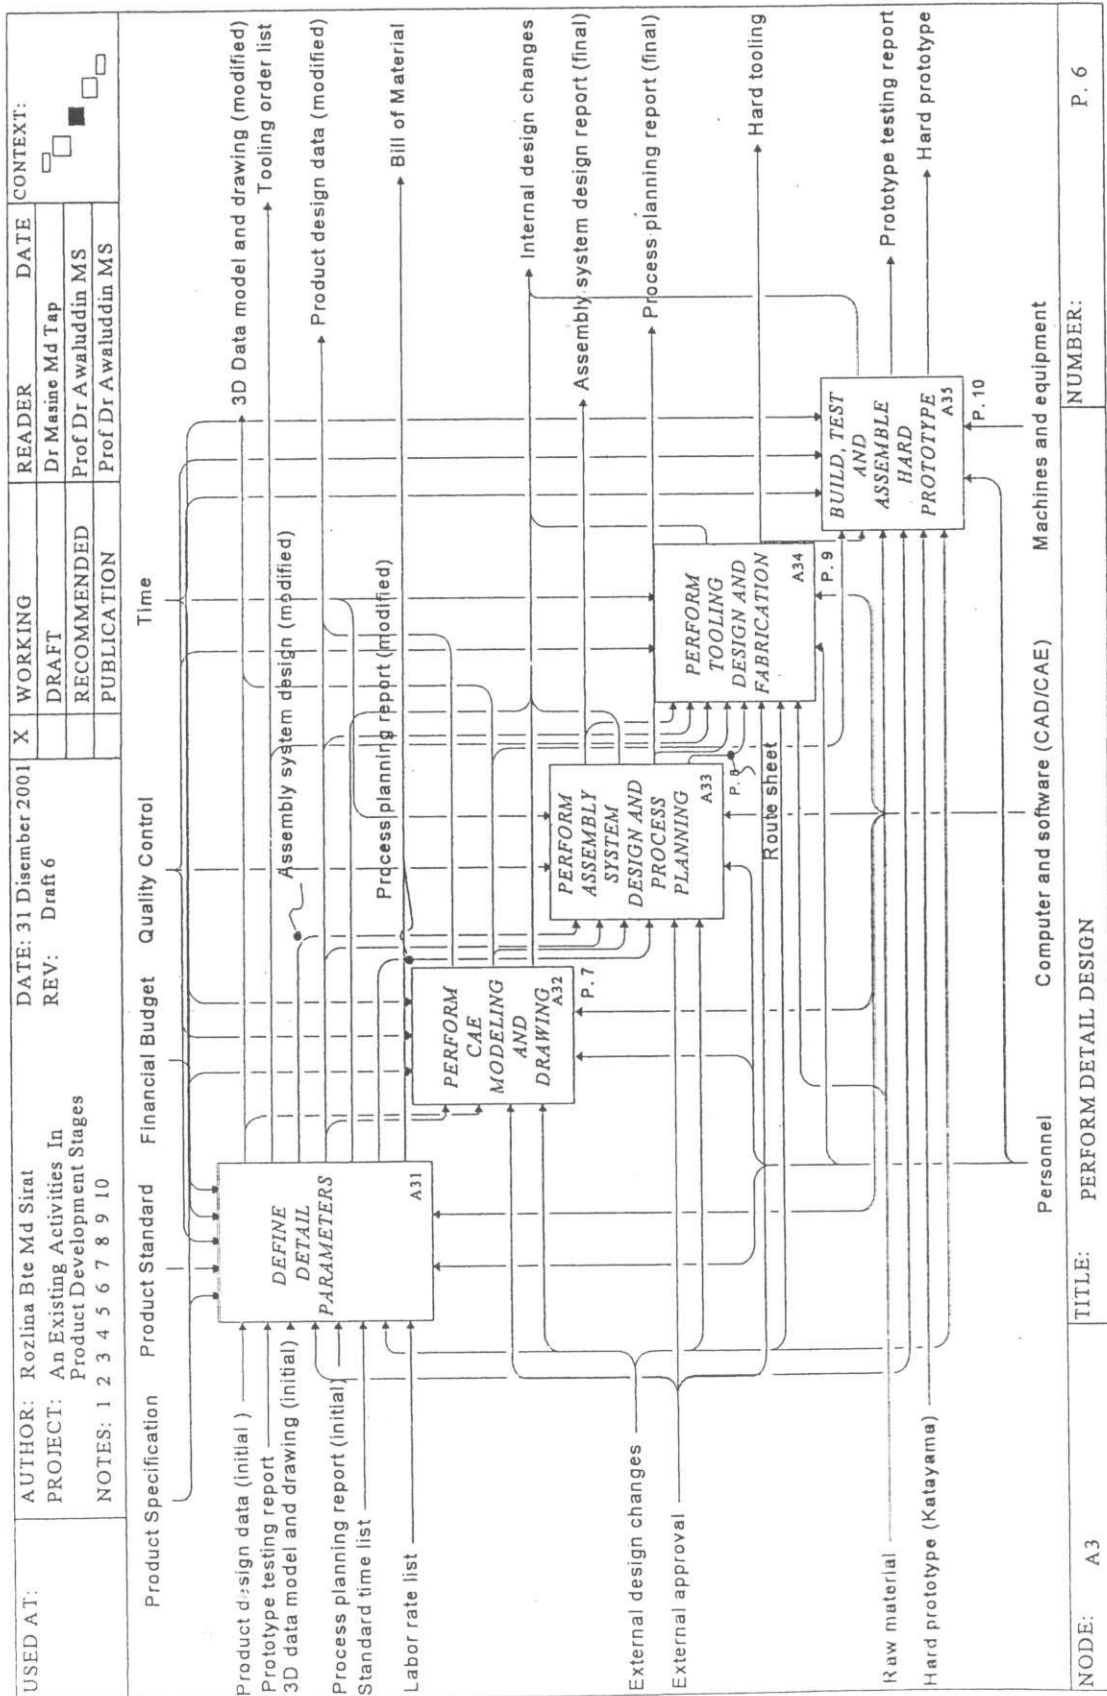 USED AT:
AUTHOR: Rozlina Bte Md Sirat
PROJECT: An Existing Activities In
Product Development Stages
NOTES: 1 2 3 4 5 6 7 8 9 10
DATE: 31 Disember 2001
REV: Draft 6
X WORKING
DRAFT
RECOMMENDED
PUBLICATION
READER DATE
Dr Masine Md Tap
Prof Dr Awaluddin MS
Prof Dr Awaluddin MS
CONTEXT:
Product Specification
Product Standard
Financial Budget
Quality Control
Time
Product design data (initial)
Prototype testing report
3D data model and drawing (initial)
Process planning report (initial)
Standard time list
Labor rate list
External design changes
External approval
Raw material
Hard prototype (Katayama)
DEFINE
DETAIL
PARAMETERS
A31
PERFORM
CAE
MODELING
AND
DRAWING
A32
P. 7
Assembly system design (modified)
Process planning report (modified)
PERFORM
ASSEMBLY
SYSTEM
DESIGN AND
PROCESS
PLANNING
A33
P. 8
Route sheet
PERFORM
TOOLING
DESIGN AND
FABRICATION
A34
P. 9
BUILD, TEST
AND
ASSEMBLE
HARD
PROTOTYPE
A35
P. 10
3D Data model and drawing (modified)
Tooling order list
Product design data (modified)
Bill of Material
Internal design changes
Assembly system design report (final)
Process planning report (final)
Hard tooling
Prototype testing report
Hard prototype
Personnel
Computer and software (CAD/CAE)
Machines and equipment
NODE: A3
TITLE: PERFORM DETAIL DESIGN
NUMBER:
P. 6